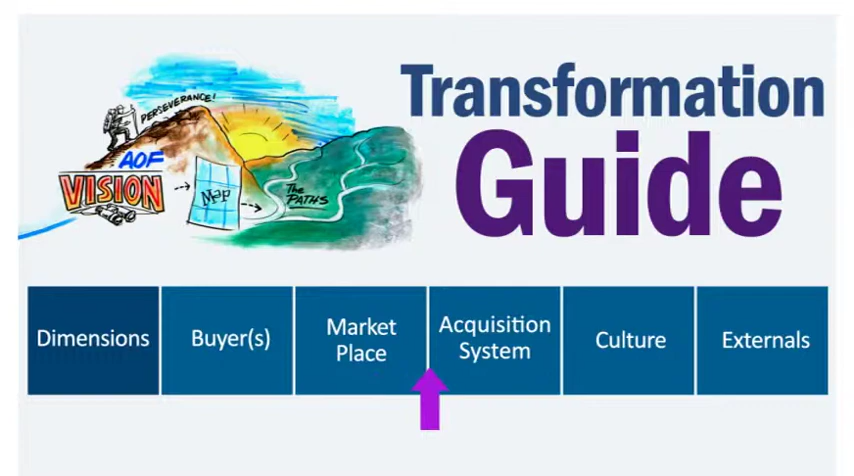 Transformation
Guide
PERSEVERANCE!
AOF
VISION
Map
The
PATHS
Dimensions
Buyer(s)
Market
Place
Acquisition
System
Culture
Externals